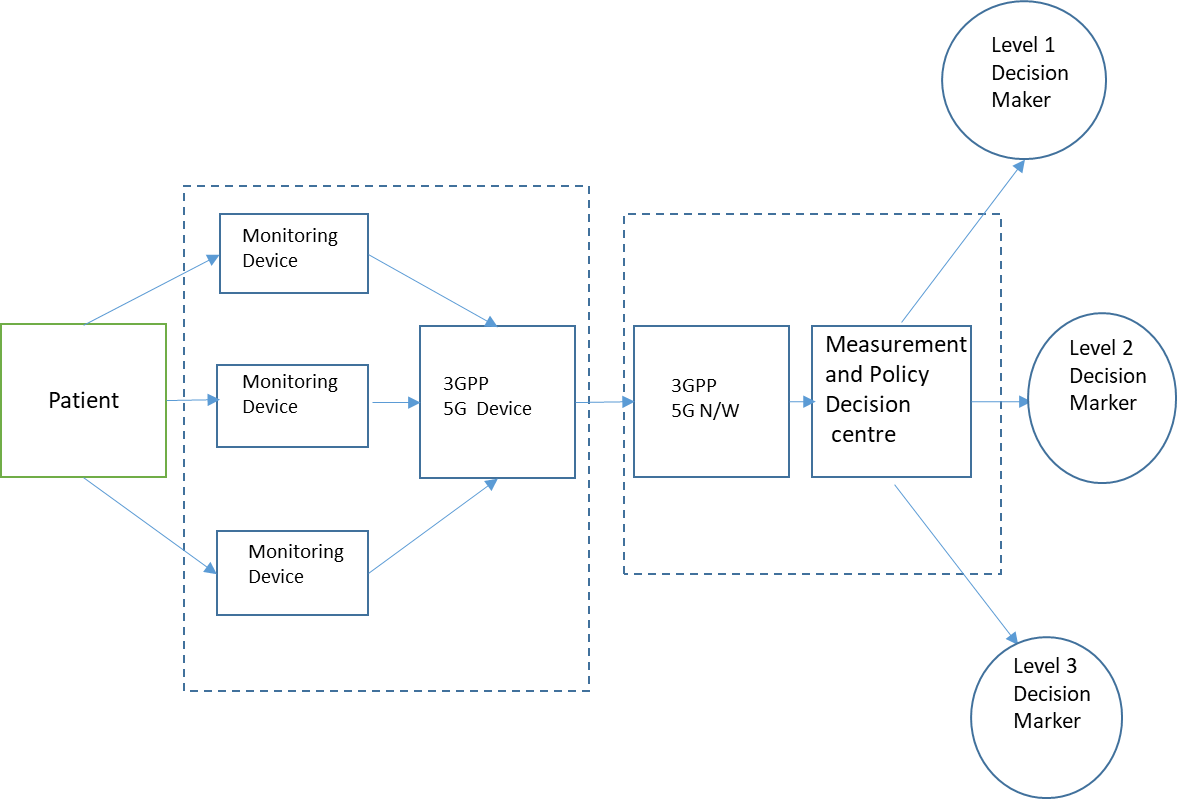 Level 1
Decision
Maker
Monitoring
Device
Patient
Monitoring
Device
3GPP
5G  Device
3GPP
5G N/W
Measurement
and Policy
Decision
centre
Level 2
Decision
Marker
Monitoring
Device
Level 3
Decision
Marker